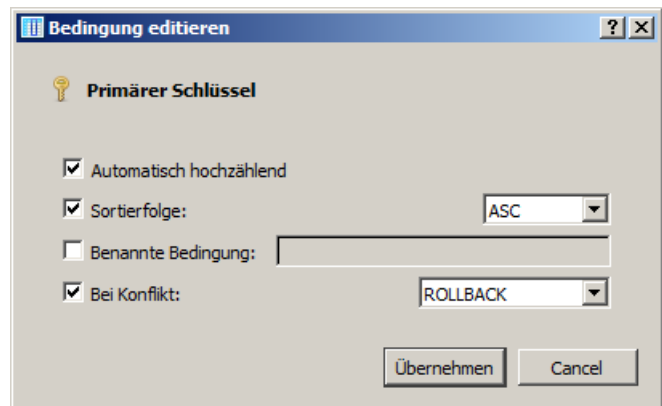 Bedingung editieren
Primärer Schlüssel
Automatisch hochzählend
Sortierfolge: ASC
Benannte Bedingung:
Bei Konflikt: ROLLBACK
Übernehmen Cancel